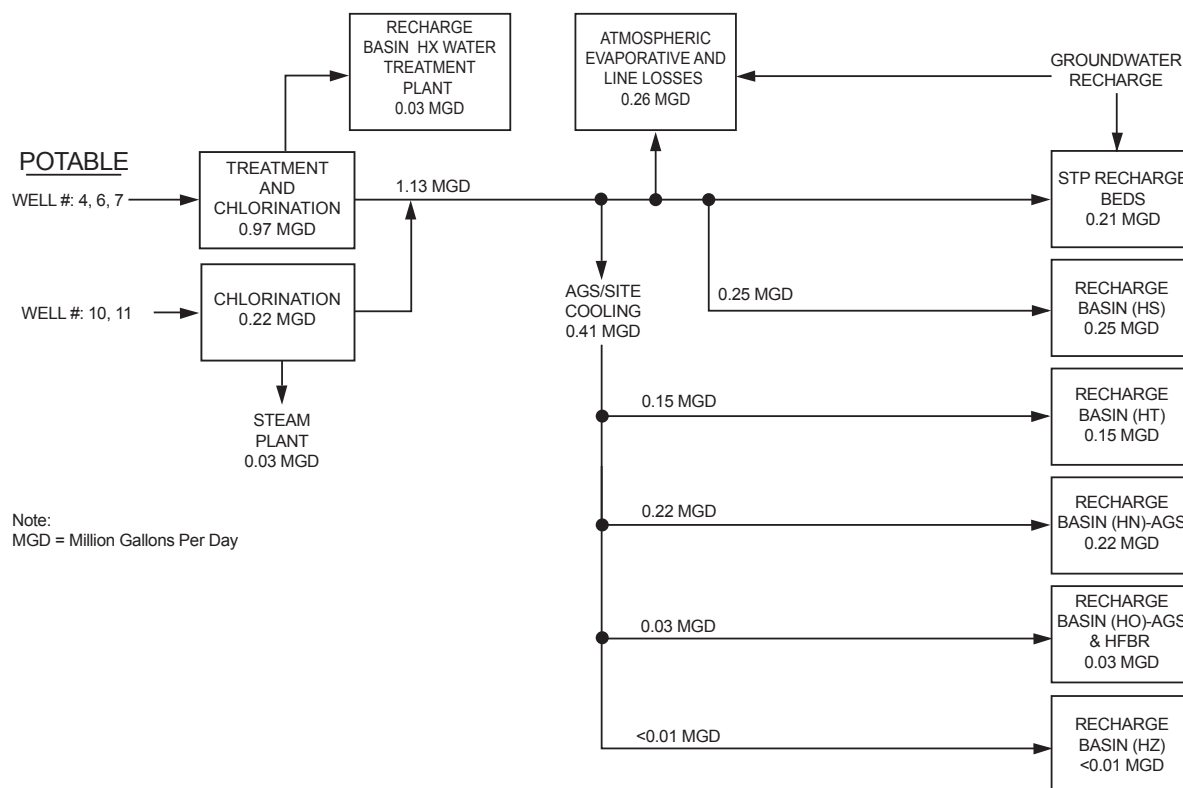 RECHARGE
BASIN HX WATER
TREATMENT
PLANT
0.03 MGD
ATMOSPHERIC
EVAPORATIVE AND
LINE LOSSES
0.26 MGD
GROUNDWATER
RECHARGE
POTABLE
WELL #: 4, 6, 7
TREATMENT
AND
CHLORINATION
0.97 MGD
1.13 MGD
STP RECHARGE
BEDS
0.21 MGD
WELL #: 10, 11
CHLORINATION
0.22 MGD
AGS/SITE
COOLING
0.41 MGD
0.25 MGD
RECHARGE
BASIN (HS)
0.25 MGD
STEAM
PLANT
0.03 MGD
0.15 MGD
RECHARGE
BASIN (HT)
0.15 MGD
Note:
MGD = Million Gallons Per Day
0.22 MGD
RECHARGE
BASIN (HN)-AGS
0.22 MGD
0.03 MGD
RECHARGE
BASIN (HO)-AGS
& HFBR
0.03 MGD
<0.01 MGD
RECHARGE
BASIN (HZ)
<0.01 MGD